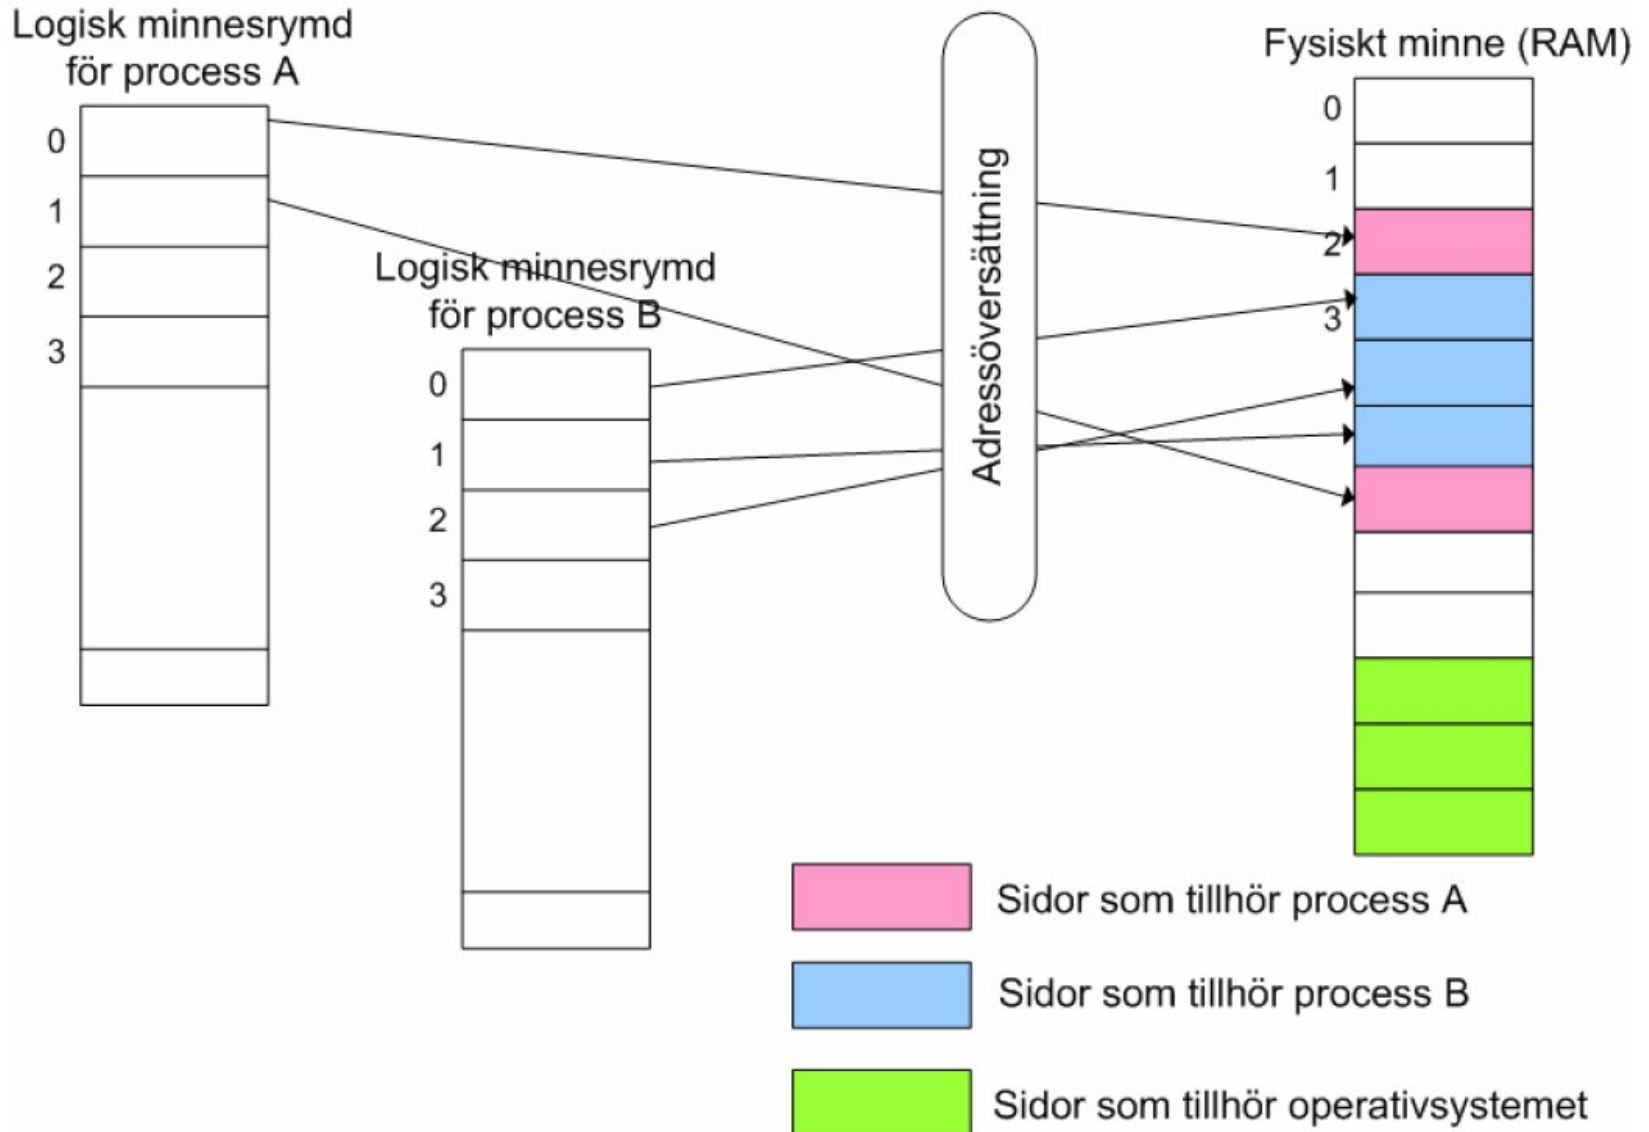 Logisk minnesrymd
för process A
0
1
2
3
Logisk minnesrymd
för process B
0
1
2
3
Adressöversättning
Fysiskt minne (RAM)
0
1
2
3
Sidor som tillhör process A
Sidor som tillhör process B
Sidor som tillhör operativsystemet